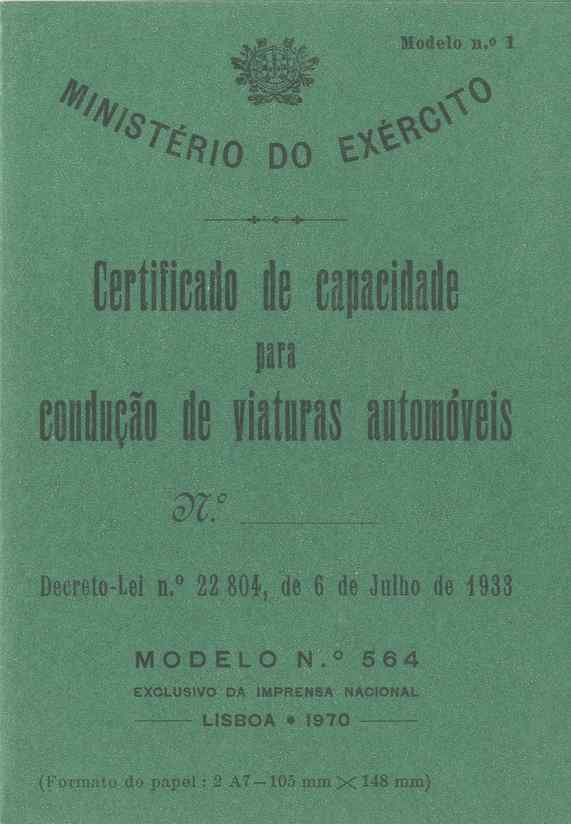 Modelo n.º 1
MINISTÉRIO DO EXÉRCITO
Certificado de capacidade
para
condução de viaturas automóveis
N.º
Decreto-Lei n.º 22 804, de 6 de Julho de 1933
MODELO N.º 564
EXCLUSIVO DA IMPRENSA NACIONAL
LISBOA • 1970
(Formato do papel : 2 A7—105 mm × 148 mm)